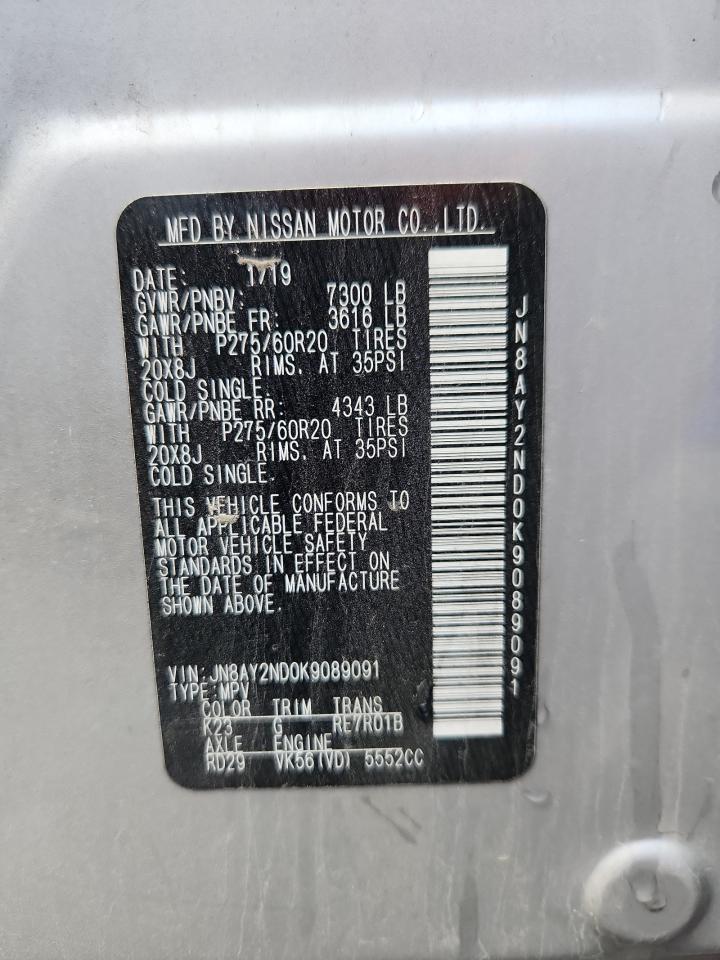 MFD BY NISSAN MOTOR CO.,LTD.
DATE: 1/19
GVWR/PNBV: 7300 LB
GAWR/PNBE FR: 3616 LB
WITH P275/60R20 TIRES
20X8J RIMS. AT 35PSI
COLD SINGLE.
GAWR/PNBE RR: 4343 LB
WITH P275/60R20 TIRES
20X8J RIMS. AT 35PSI
COLD SINGLE.
THIS VEHICLE CONFORMS TO
ALL APPLICABLE FEDERAL
MOTOR VEHICLE SAFETY
STANDARDS IN EFFECT ON
THE DATE OF MANUFACTURE
SHOWN ABOVE.
VIN:JN8AY2ND0K9089091
TYPE:MPV
COLOR TRIM TRANS
K23 G RE7R01B
AXLE ENGINE
RD29 VK56(VD) 5552CC
JN8AY2ND0K9089091